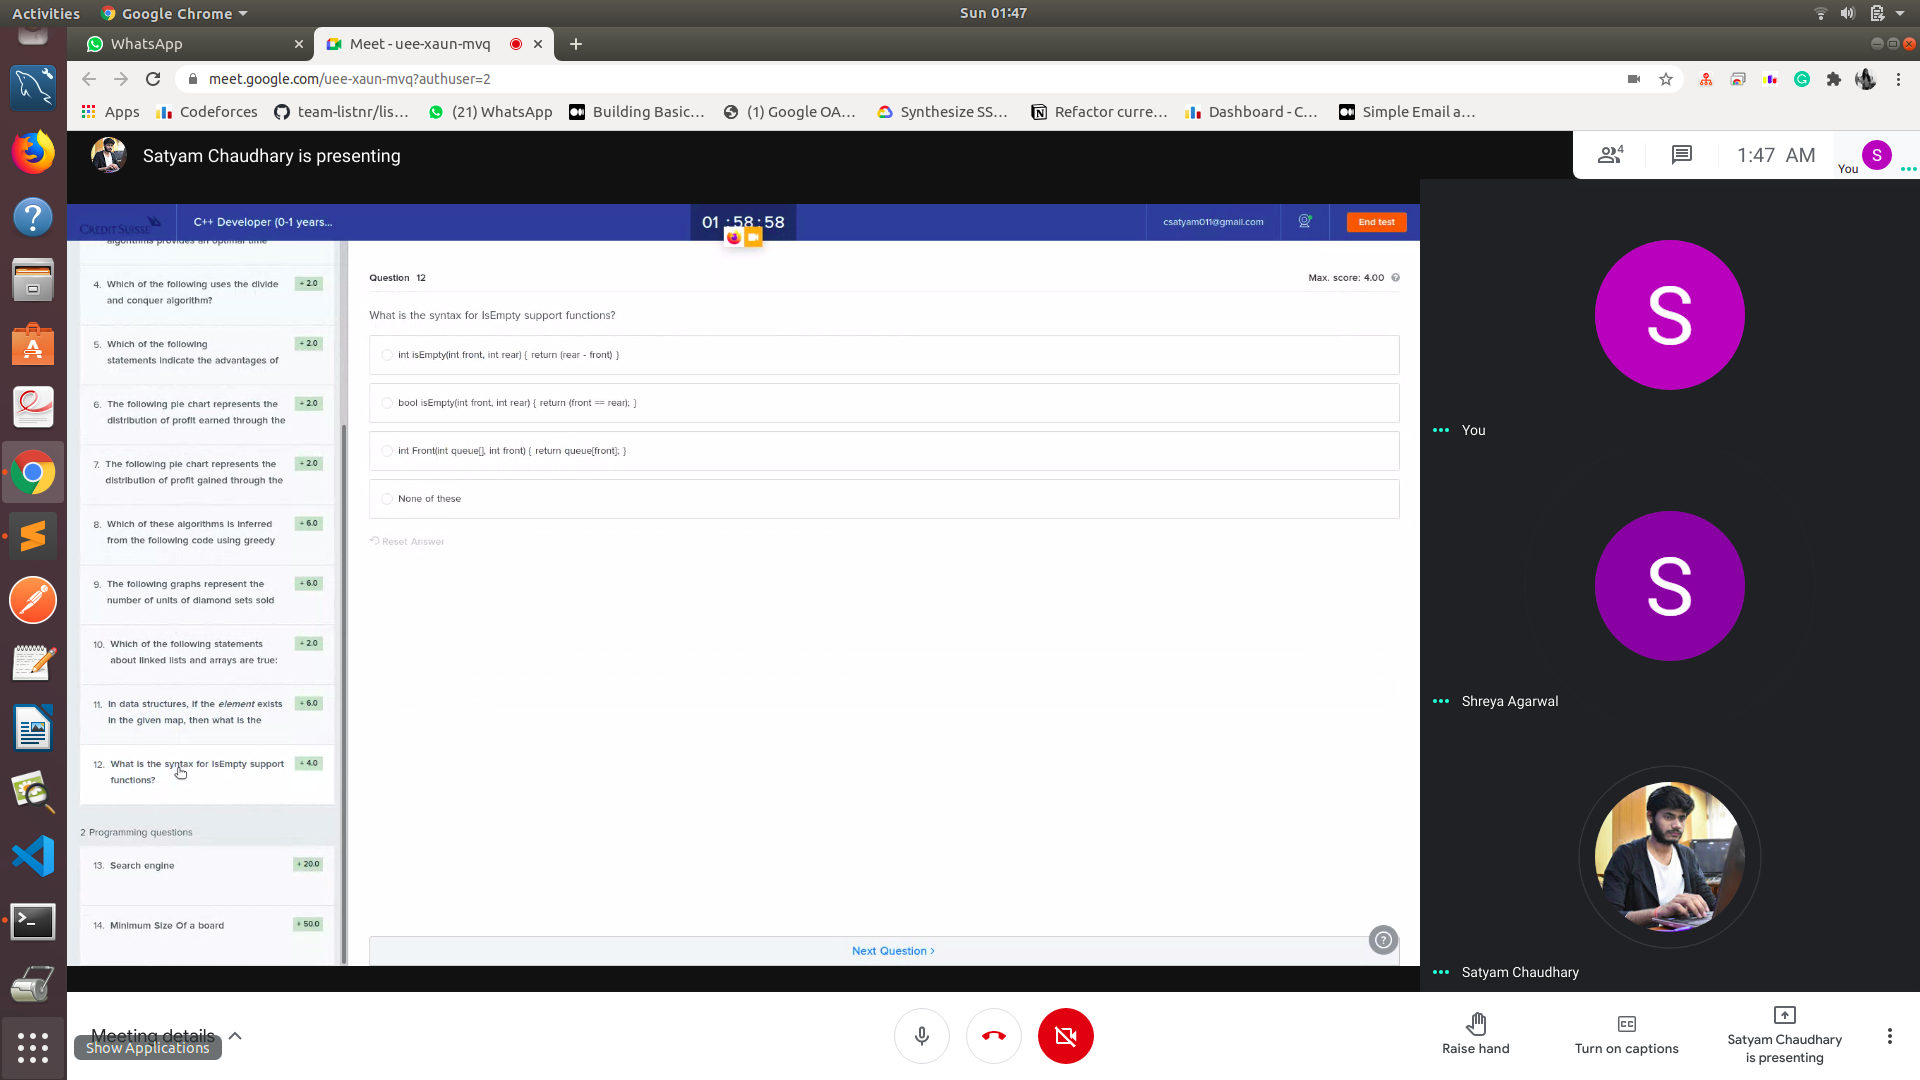 Activities
Google Chrome
Sun 01:47
WhatsApp
Meet - uee-xaun-mvq
meet.google.com/uee-xaun-mvq?authuser=2
Apps
Codeforces
team-listnr/lis...
(21) WhatsApp
Building Basic...
(1) Google OA...
Synthesize SS...
Refactor curre...
Dashboard - C...
Simple Email a...
Satyam Chaudhary is presenting
4
1:47 AM
You
S
CREDIT SUISSE
C++ Developer (0-1 years...
01 : 58 : 58
csatyam011@gmail.com
End test
algorithms provides an optimal time
4. Which of the following uses the divide
and conquer algorithm?
+ 2.0
5. Which of the following
statements indicate the advantages of
+ 2.0
6. The following pie chart represents the
distribution of profit earned through the
+ 2.0
7. The following pie chart represents the
distribution of profit gained through the
+ 2.0
8. Which of these algorithms is inferred
from the following code using greedy
+ 6.0
9. The following graphs represent the
number of units of diamond sets sold
+ 6.0
10. Which of the following statements
about linked lists and arrays are true:
+ 2.0
11. In data structures, if the element exists
in the given map, then what is the
+ 6.0
12. What is the syntax for IsEmpty support
functions?
+ 4.0
2 Programming questions
13. Search engine
+ 20.0
14. Minimum Size Of a board
+ 50.0
Question 12
Max. score: 4.00
What is the syntax for IsEmpty support functions?
int isEmpty(int front, int rear) { return (rear - front) }
bool isEmpty(int front, int rear) { return (front == rear); }
int Front(int queue[], int front) { return queue[front]; }
None of these
Reset Answer
Next Question >
?
S
You
S
Shreya Agarwal
Satyam Chaudhary
Meeting details
Show Applications
Raise hand
Turn on captions
Satyam Chaudhary
is presenting